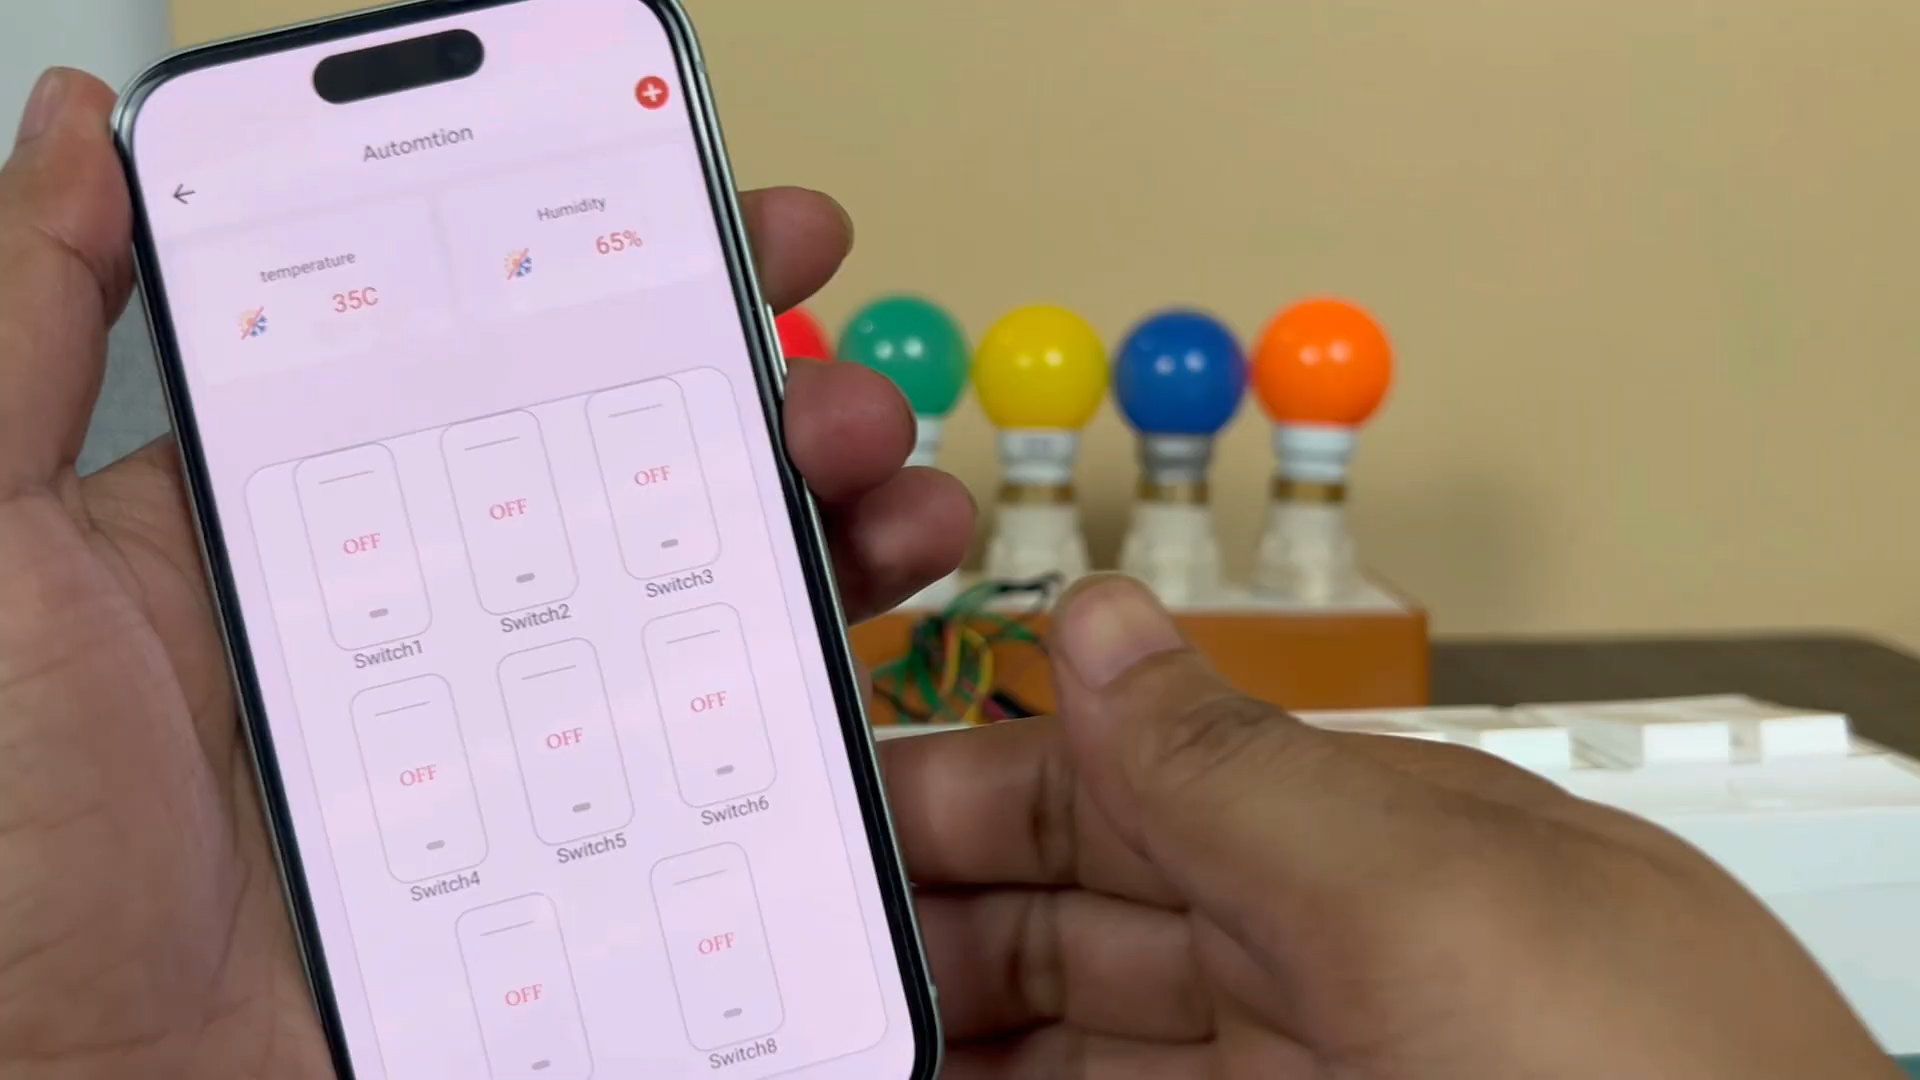 Automtion
temperature
35C
Humidity
65%
OFF
OFF
OFF
Switch1
Switch2
Switch3
OFF
OFF
OFF
Switch4
Switch5
Switch6
OFF
OFF
Switch8